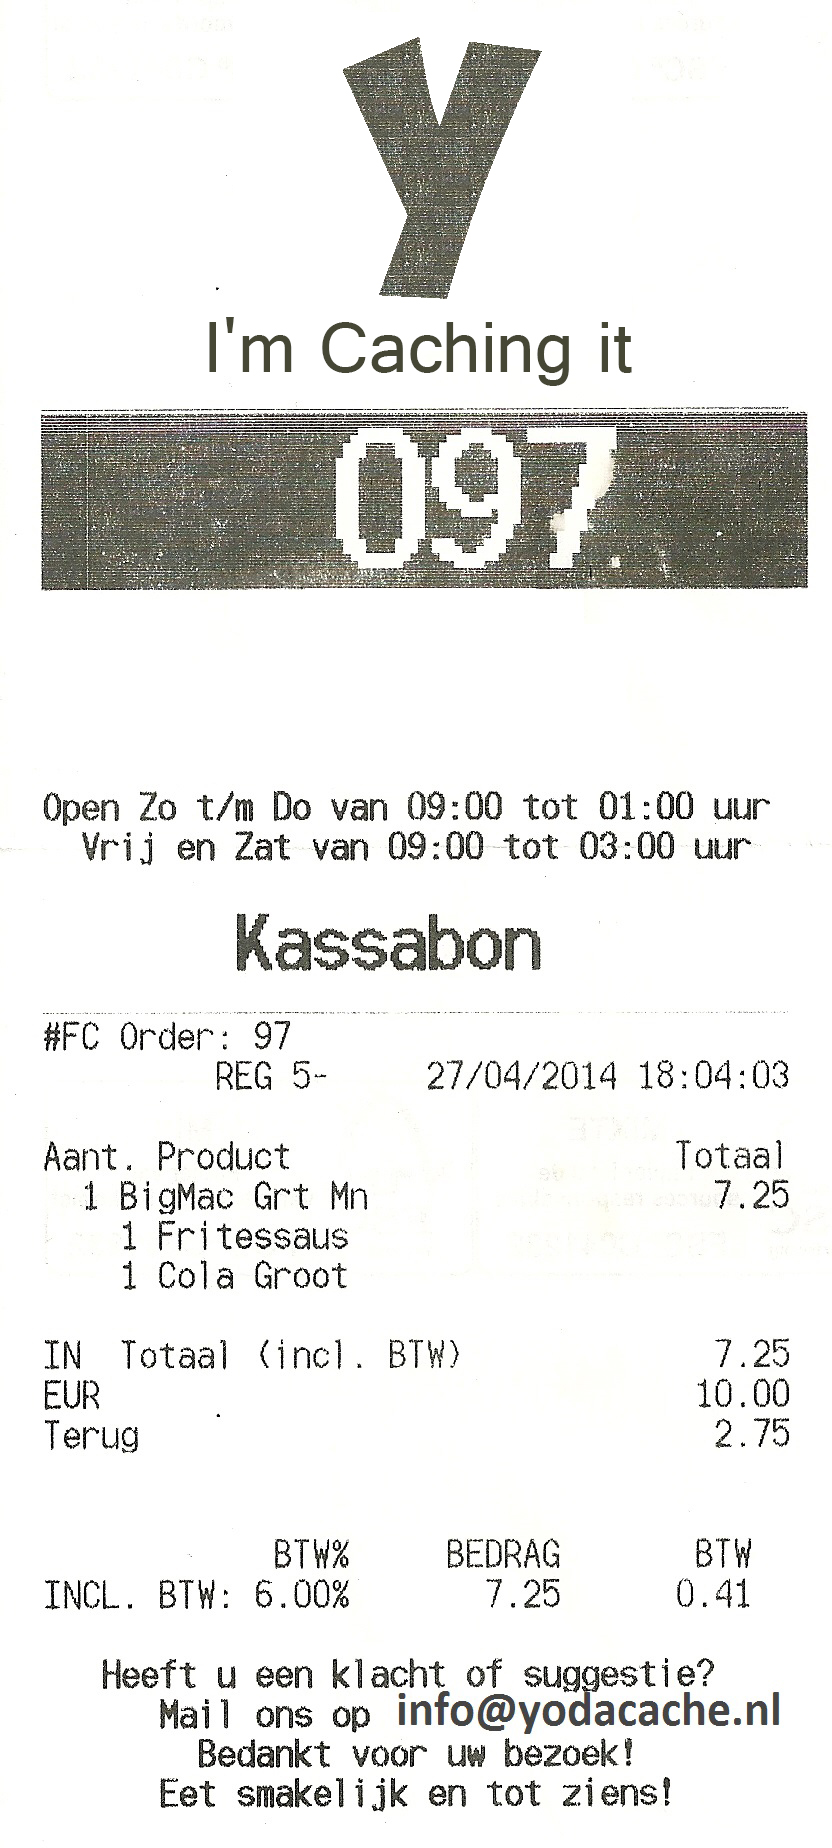 Y
I'm Caching it
097
Open Zo t/m Do van 09:00 tot 01:00 uur
Vrij en Zat van 09:00 tot 03:00 uur
Kassabon
#FC Order: 97
REG 5- 27/04/2014 18:04:03
Aant. Product Totaal
1 BigMac Grt Mn 7.25
1 Fritessaus
1 Cola Groot
IN Totaal (incl. BTW) 7.25
EUR 10.00
Terug 2.75
BTW% BEDRAG BTW
INCL. BTW: 6.00% 7.25 0.41
Heeft u een klacht of suggestie?
Mail ons op info@yodacache.nl
Bedankt voor uw bezoek!
Eet smakelijk en tot ziens!